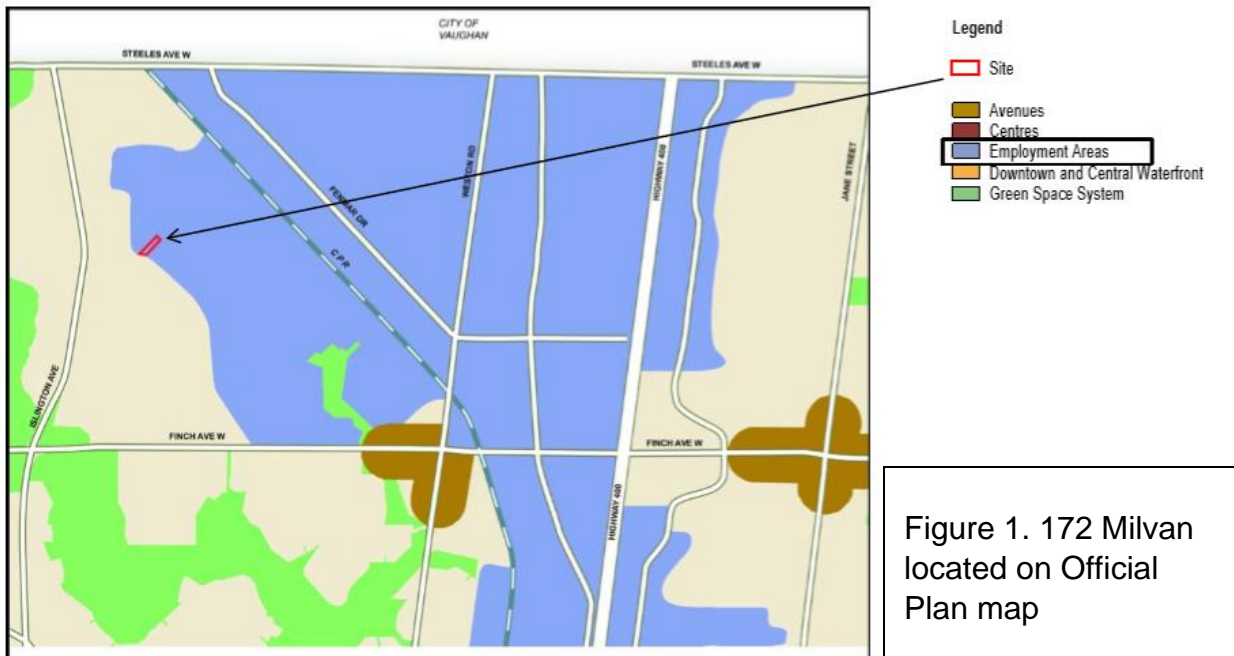 CITY OF
VAUGHAN
STEELES AVE W
STEELES AVE W
Legend
Site
Avenues
Centres
Employment Areas
Downtown and Central Waterfront
Green Space System
WESTON RD
HIGHWAY 400
JANE STREET
FENMAR DR
C P R
ISLINGTON AVE
FINCH AVE W
FINCH AVE W
HIGHWAY 400
Figure 1. 172 Milvan
located on Official
Plan map